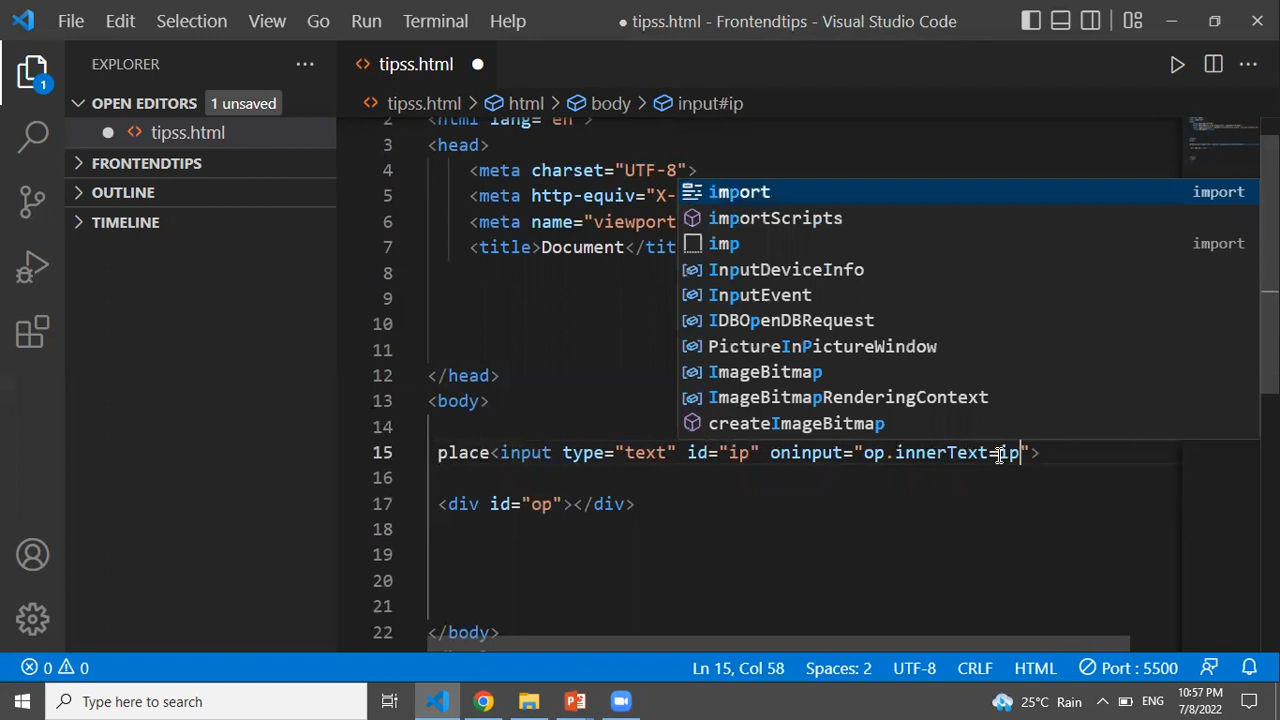 File Edit Selection View Go Run Terminal Help
● tipss.html - Frontendtips - Visual Studio Code
EXPLORER
1
OPEN EDITORS 1 unsaved
tipss.html
FRONTENDTIPS
OUTLINE
TIMELINE
tipss.html
tipss.html > html > body > input#ip
2 <html lang="en">
3 <head>
4 <meta charset="UTF-8">
5 <meta http-equiv="X-
6 <meta name="viewport
7 <title>Document</tit
8
9
10
11
12 </head>
13 <body>
14
15 place<input type="text" id="ip" oninput="op.innerText=ip">
16
17 <div id="op"></div>
18
19
20
21
22 </body>
import import
importScripts
imp import
InputDeviceInfo
InputEvent
IDBOpenDBRequest
PictureInPictureWindow
ImageBitmap
ImageBitmapRenderingContext
createImageBitmap
0 0 Ln 15, Col 58 Spaces: 2 UTF-8 CRLF HTML Port : 5500
Type here to search
25°C Rain ENG
10:57 PM
7/8/2022